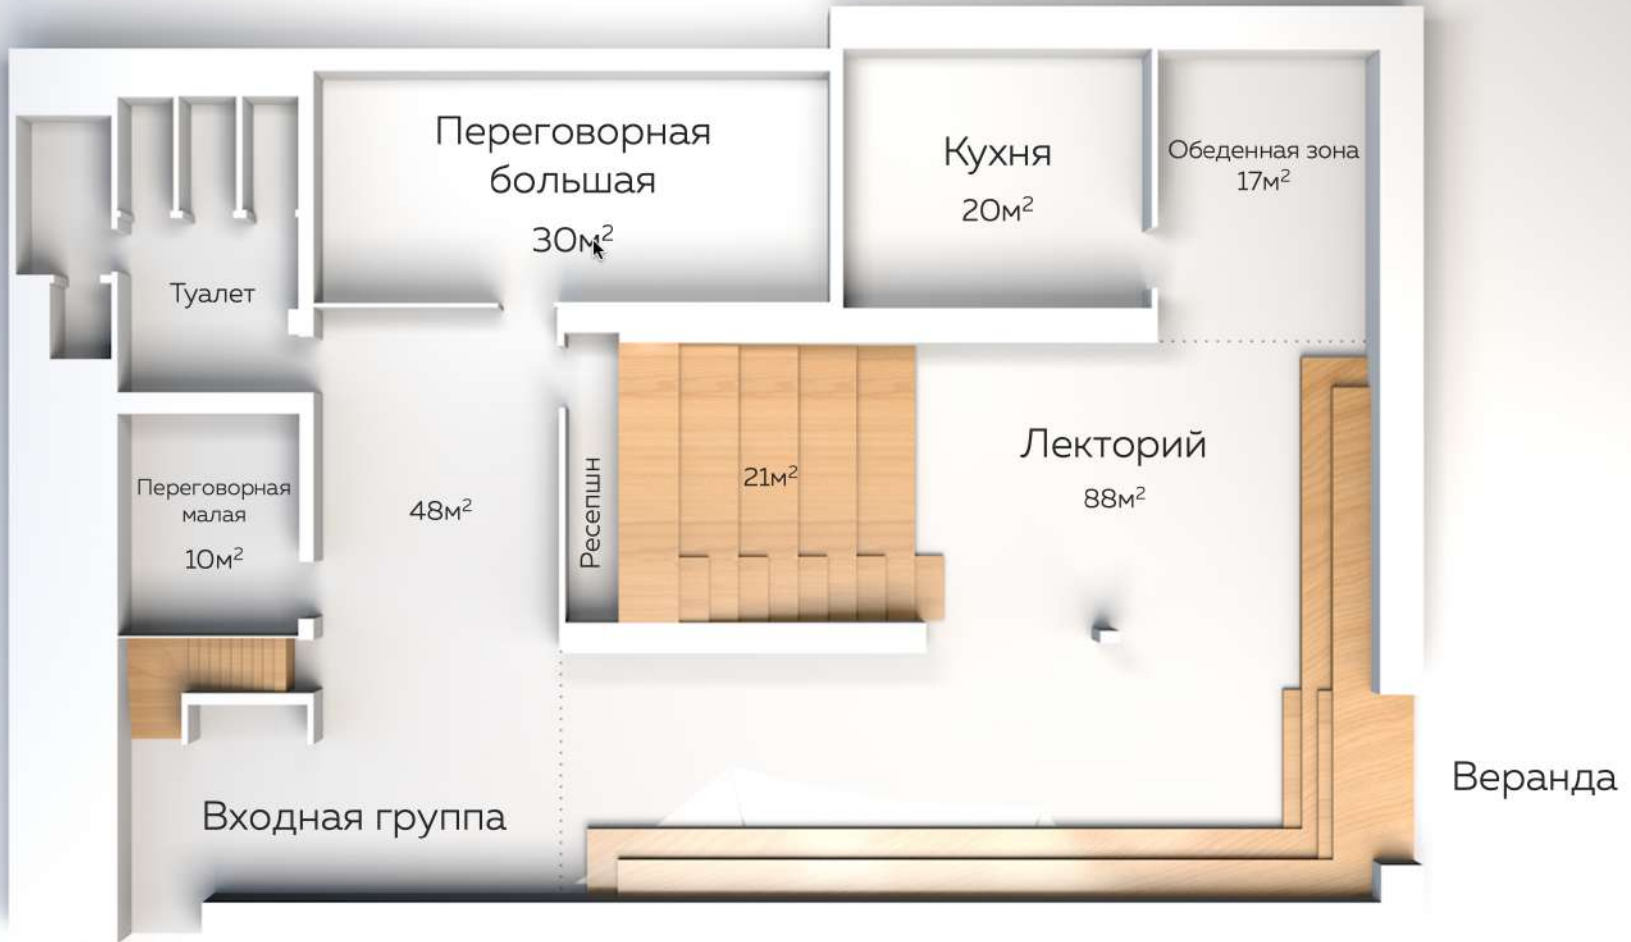 Переговорная
большая
30м²
Кухня
20м²
Обеденная зона
17м²
Туалет
Переговорная
малая
10м²
48м²
Ресепшн
21м²
Лекторий
88м²
Входная группа
Веранда